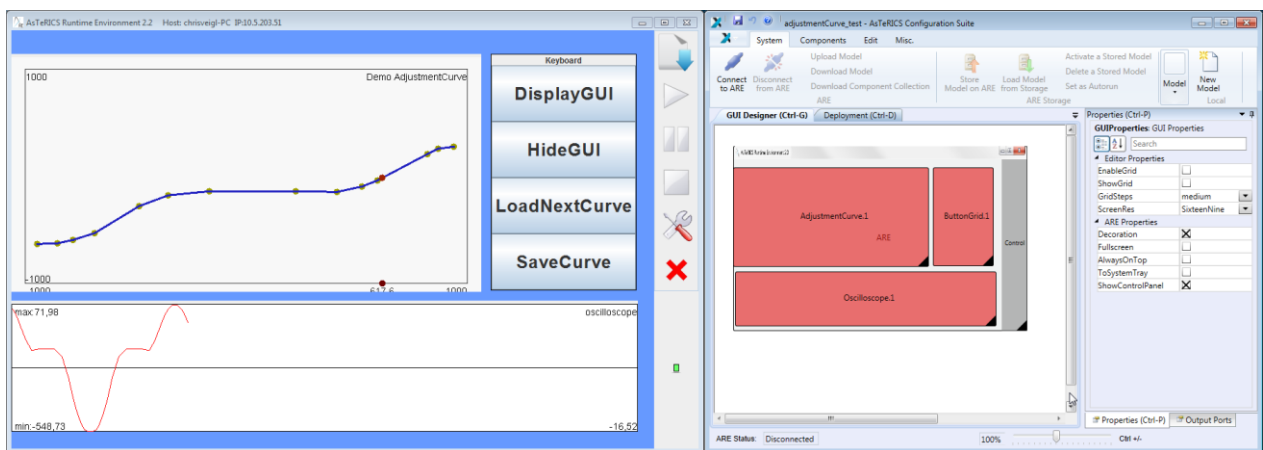 AsTeRICS Runtime Environment 2.2 Host: chrisveigl-PC IP:10.5.203.51
1000
Demo AdjustmentCurve
-1000
-1000
617,6
1000
Keyboard
DisplayGUI
HideGUI
LoadNextCurve
SaveCurve
max:71,98
oscilloscope
min:-548,73
-16,52
adjustmentCurve_test - AsTeRICS Configuration Suite
System Components Edit Misc.
Connect to ARE
Disconnect from ARE
Upload Model
Download Model
Download Component Collection
ARE
Store Model on ARE
Load Model from Storage
Activate a Stored Model
Delete a Stored Model
Set as Autorun
ARE Storage
Model
New Model
Local
GUI Designer (Ctrl-G) Deployment (Ctrl-D)
AdjustmentCurve.1
ARE
ButtonGrid.1
Control
Oscilloscope.1
Properties (Ctrl-P)
GUIProperties: GUI Properties
Search
Editor Properties
EnableGrid
ShowGrid
GridSteps medium
ScreenRes SixteenNine
ARE Properties
Decoration
Fullscreen
AlwaysOnTop
ToSystemTray
ShowControlPanel
Properties (Ctrl-P) Output Ports
ARE Status: Disconnected
100%
Ctrl +/-